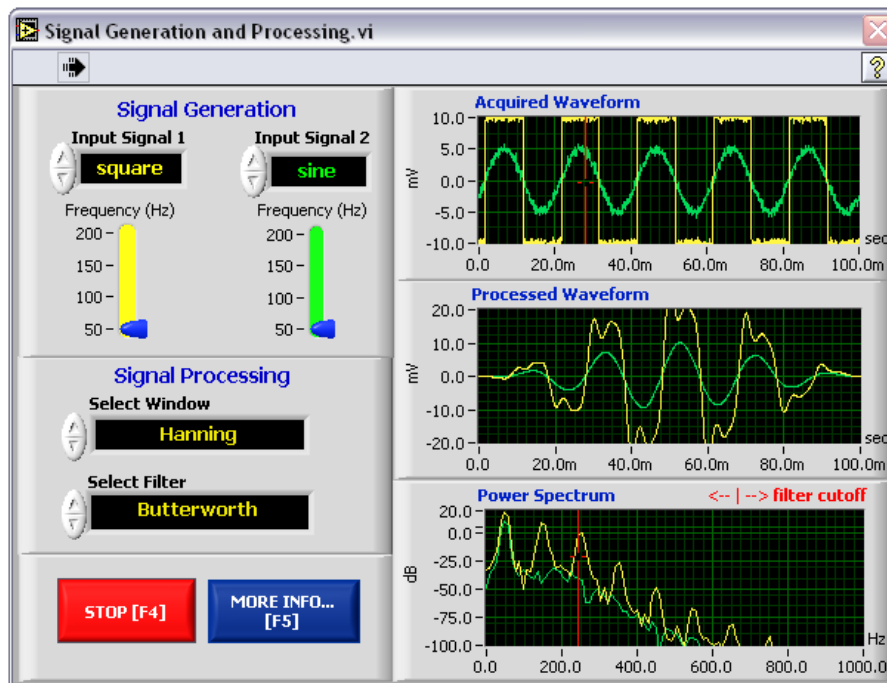 Signal Generation and Processing.vi
?
Signal Generation
Input Signal 1
Input Signal 2
square
sine
Frequency (Hz)
Frequency (Hz)
200
150
100
50
200
150
100
50
Signal Processing
Select Window
Hanning
Select Filter
Butterworth
STOP [F4]
MORE INFO...
[F5]
Acquired Waveform
mV
10.0
5.0
0.0
-5.0
-10.0
sec
0.0 20.0m 40.0m 60.0m 80.0m 100.0m
Processed Waveform
mV
20.0
10.0
0.0
-10.0
-20.0
sec
0.0 20.0m 40.0m 60.0m 80.0m 100.0m
Power Spectrum
<-- | --> filter cutoff
dB
20.0
0.0
-25.0
-50.0
-75.0
-100.0
Hz
0.0 200.0 400.0 600.0 800.0 1000.0